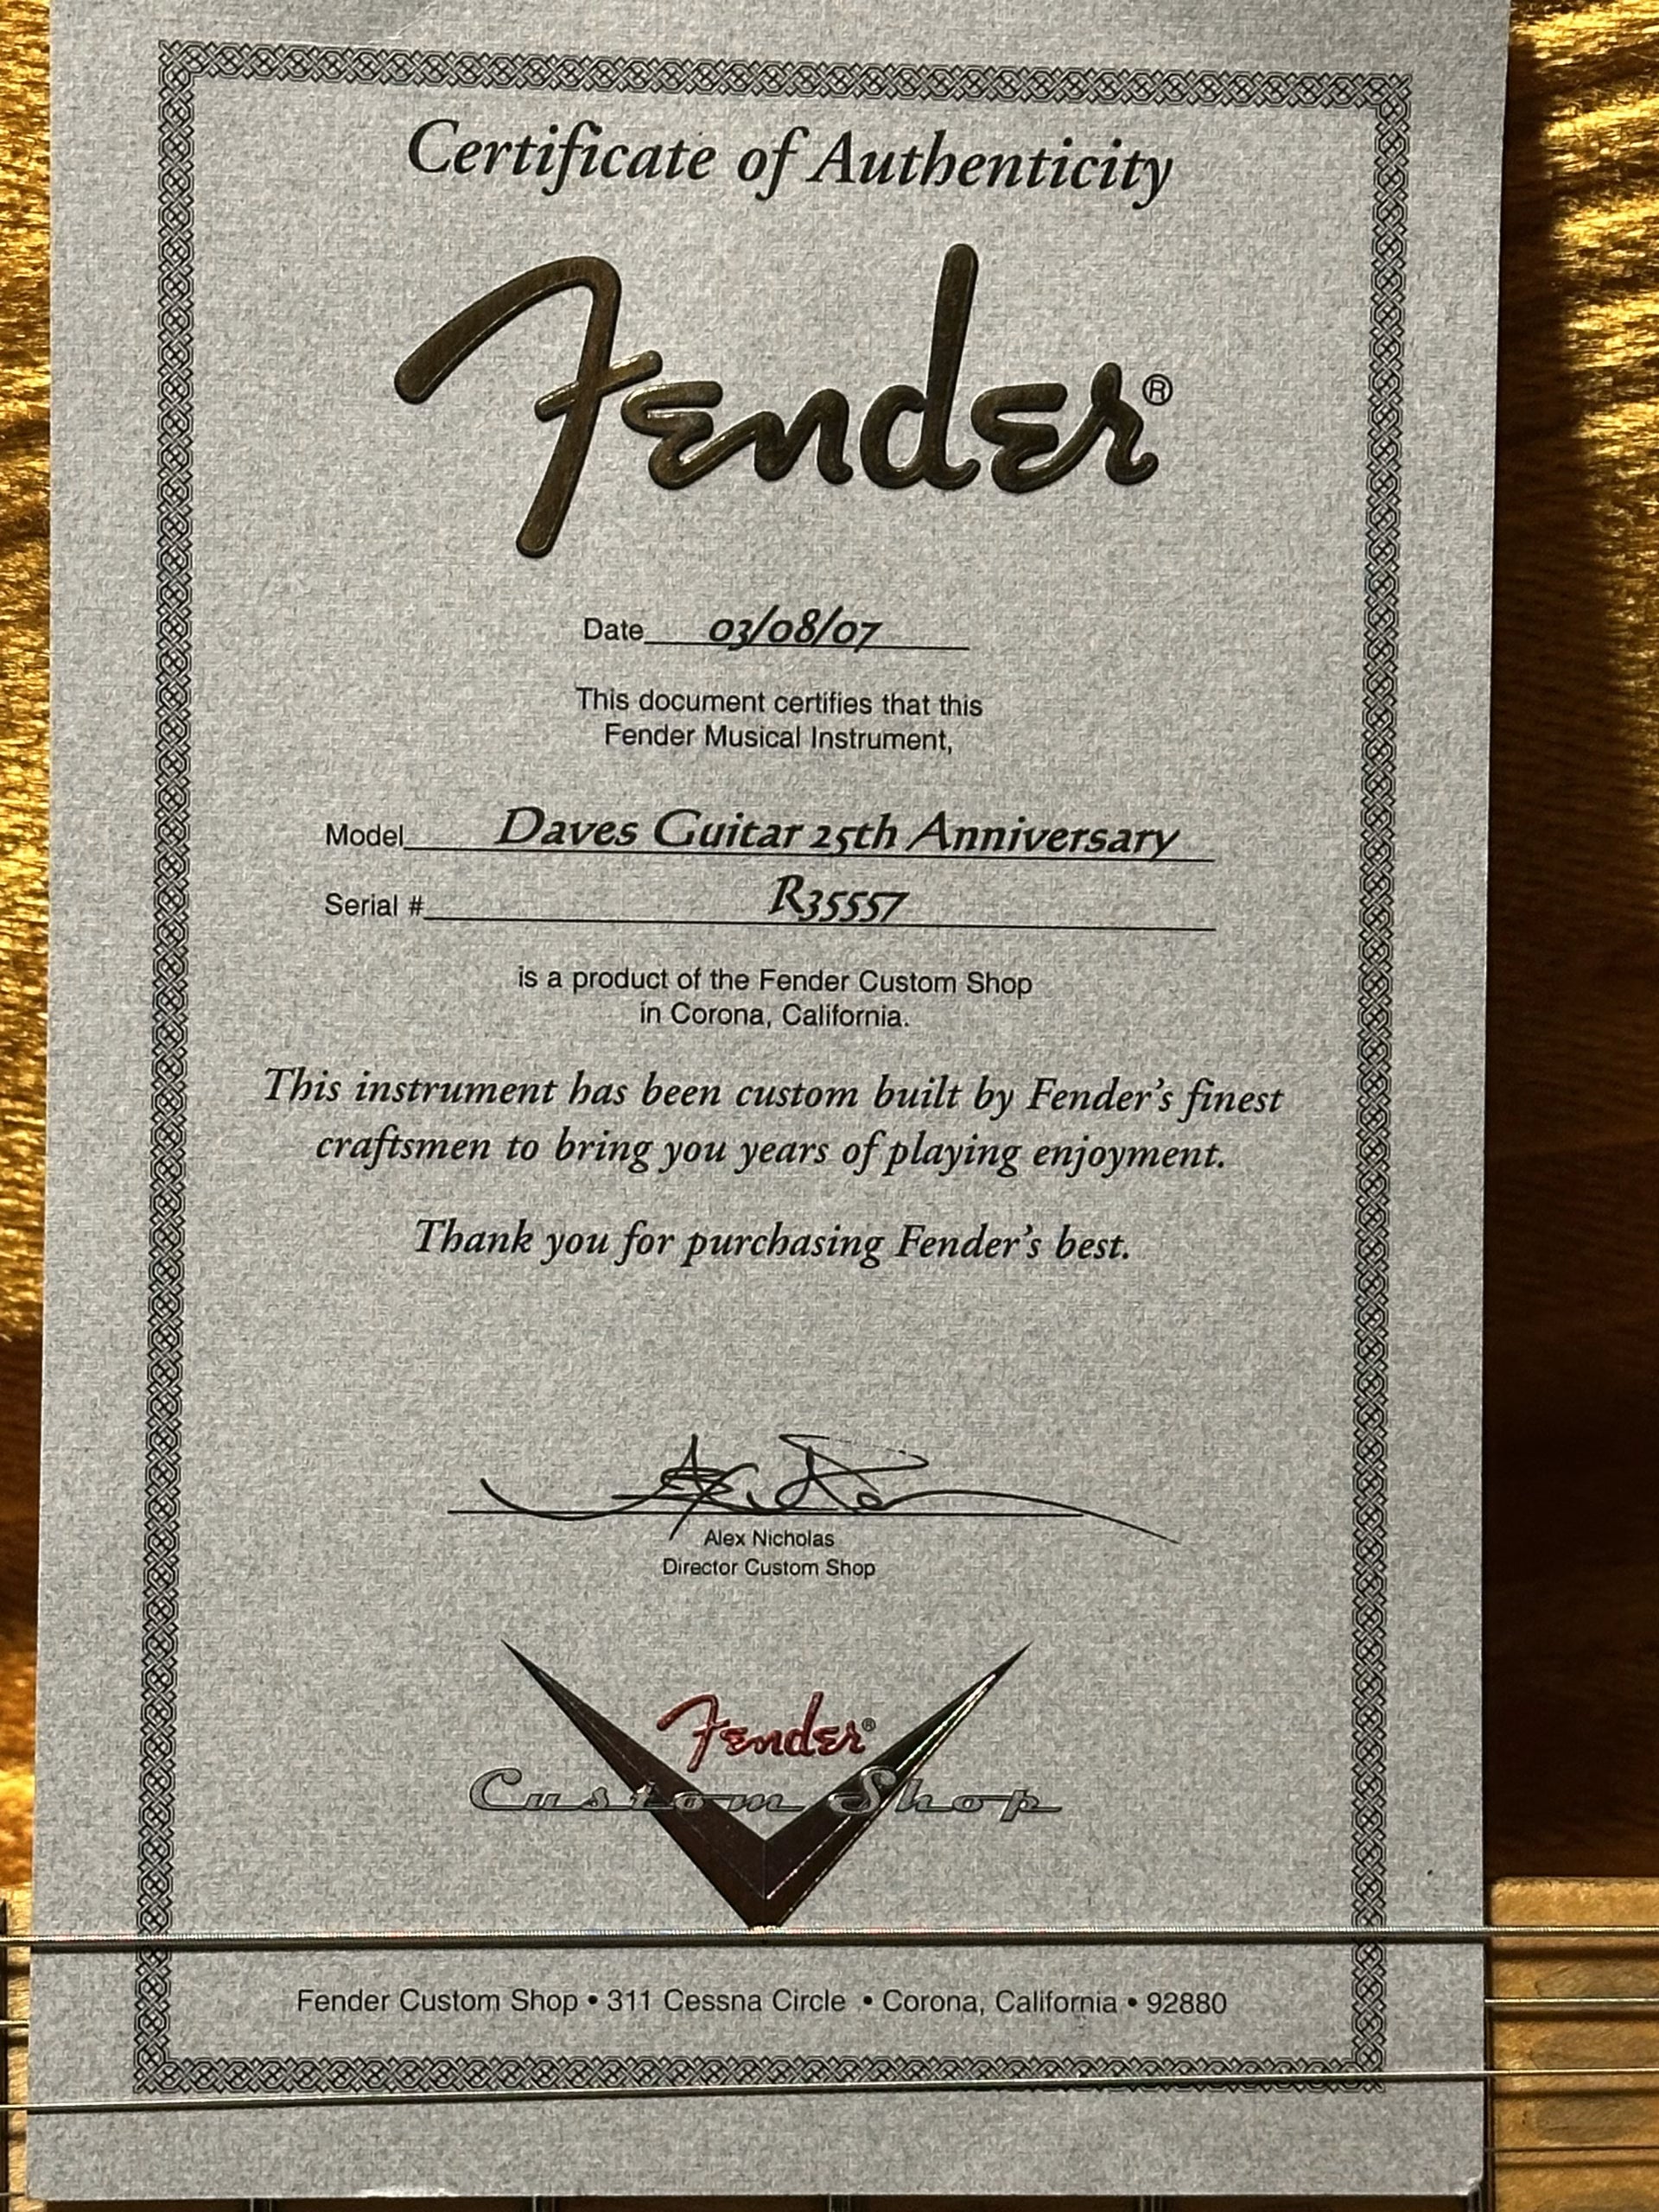 Certificate of Authenticity
Fender®
Date 03/08/07
This document certifies that this
Fender Musical Instrument,
Model Daves Guitar 25th Anniversary
Serial # R35557
is a product of the Fender Custom Shop
in Corona, California.
This instrument has been custom built by Fender's finest
craftsmen to bring you years of playing enjoyment.
Thank you for purchasing Fender's best.
Alex Nicholas
Director Custom Shop
Fender®
Custom Shop
Fender Custom Shop • 311 Cessna Circle • Corona, California • 92880